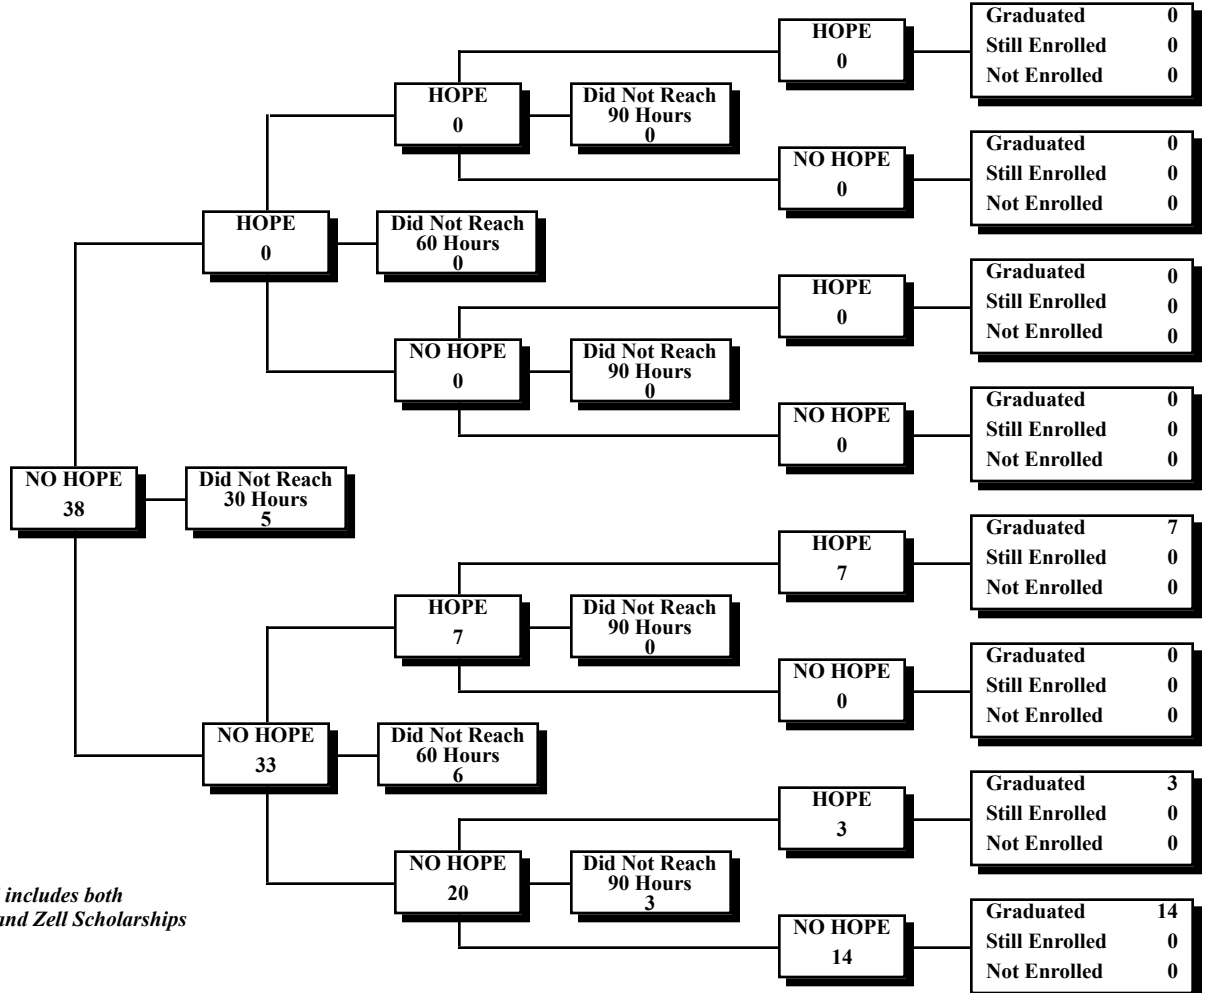 HOPE
0
Graduated 0
Still Enrolled 0
Not Enrolled 0
HOPE
0
Did Not Reach
90 Hours
0
NO HOPE
0
Graduated 0
Still Enrolled 0
Not Enrolled 0
HOPE
0
Did Not Reach
60 Hours
0
HOPE
0
Graduated 0
Still Enrolled 0
Not Enrolled 0
NO HOPE
0
Did Not Reach
90 Hours
0
NO HOPE
0
Graduated 0
Still Enrolled 0
Not Enrolled 0
NO HOPE
38
Did Not Reach
30 Hours
5
HOPE
7
Graduated 7
Still Enrolled 0
Not Enrolled 0
HOPE
7
Did Not Reach
90 Hours
0
NO HOPE
0
Graduated 0
Still Enrolled 0
Not Enrolled 0
NO HOPE
33
Did Not Reach
60 Hours
6
HOPE
3
Graduated 3
Still Enrolled 0
Not Enrolled 0
NO HOPE
20
Did Not Reach
90 Hours
3
NO HOPE
14
Graduated 14
Still Enrolled 0
Not Enrolled 0
includes both
and Zell Scholarships